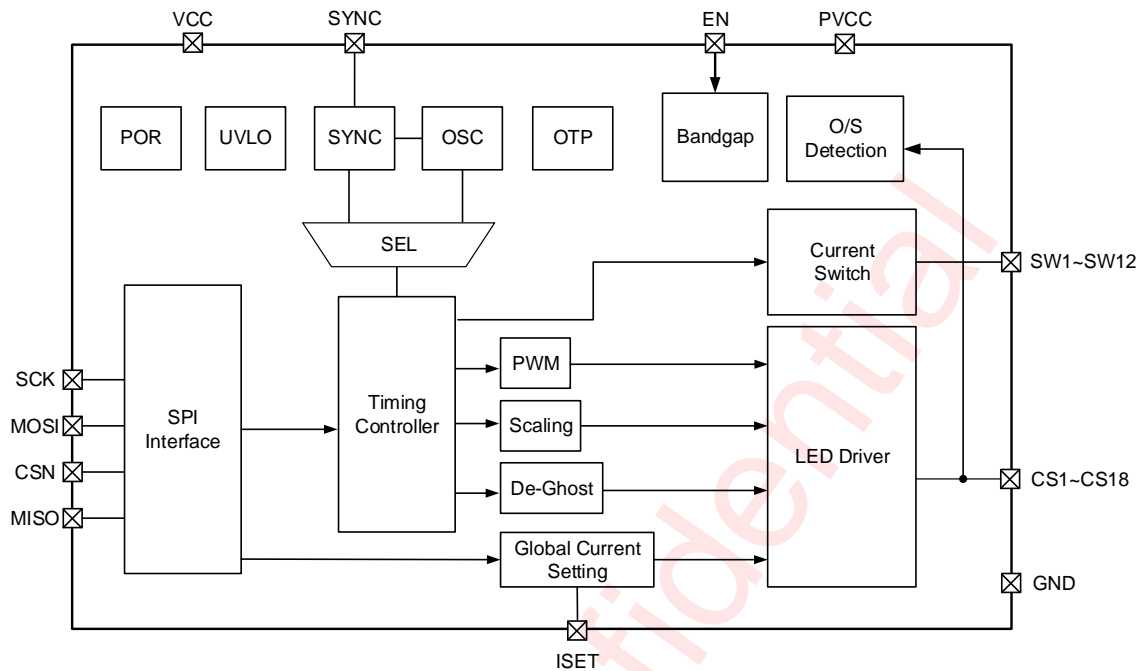 VCC
SYNC
EN
PVCC
POR
UVLO
SYNC
OSC
OTP
Bandgap
O/S
Detection
SEL
Current
Switch
SW1~SW12
SCK
MOSI
CSN
MISO
SPI
Interface
Timing
Controller
PWM
Scaling
De-Ghost
Global Current
Setting
LED Driver
CS1~CS18
GND
ISET
fidential